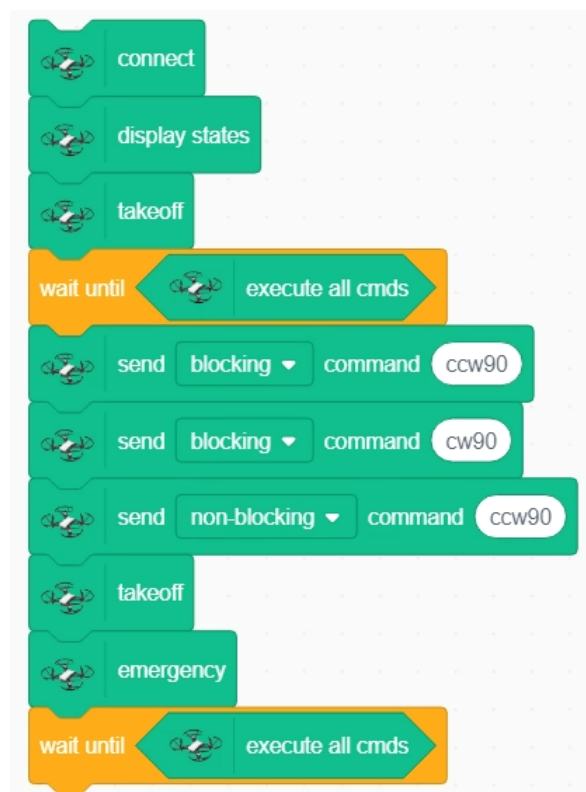 connect
display states
takeoff
wait until execute all cmds
send blocking command ccw90
send blocking command cw90
send non-blocking command ccw90
takeoff
emergency
wait until execute all cmds